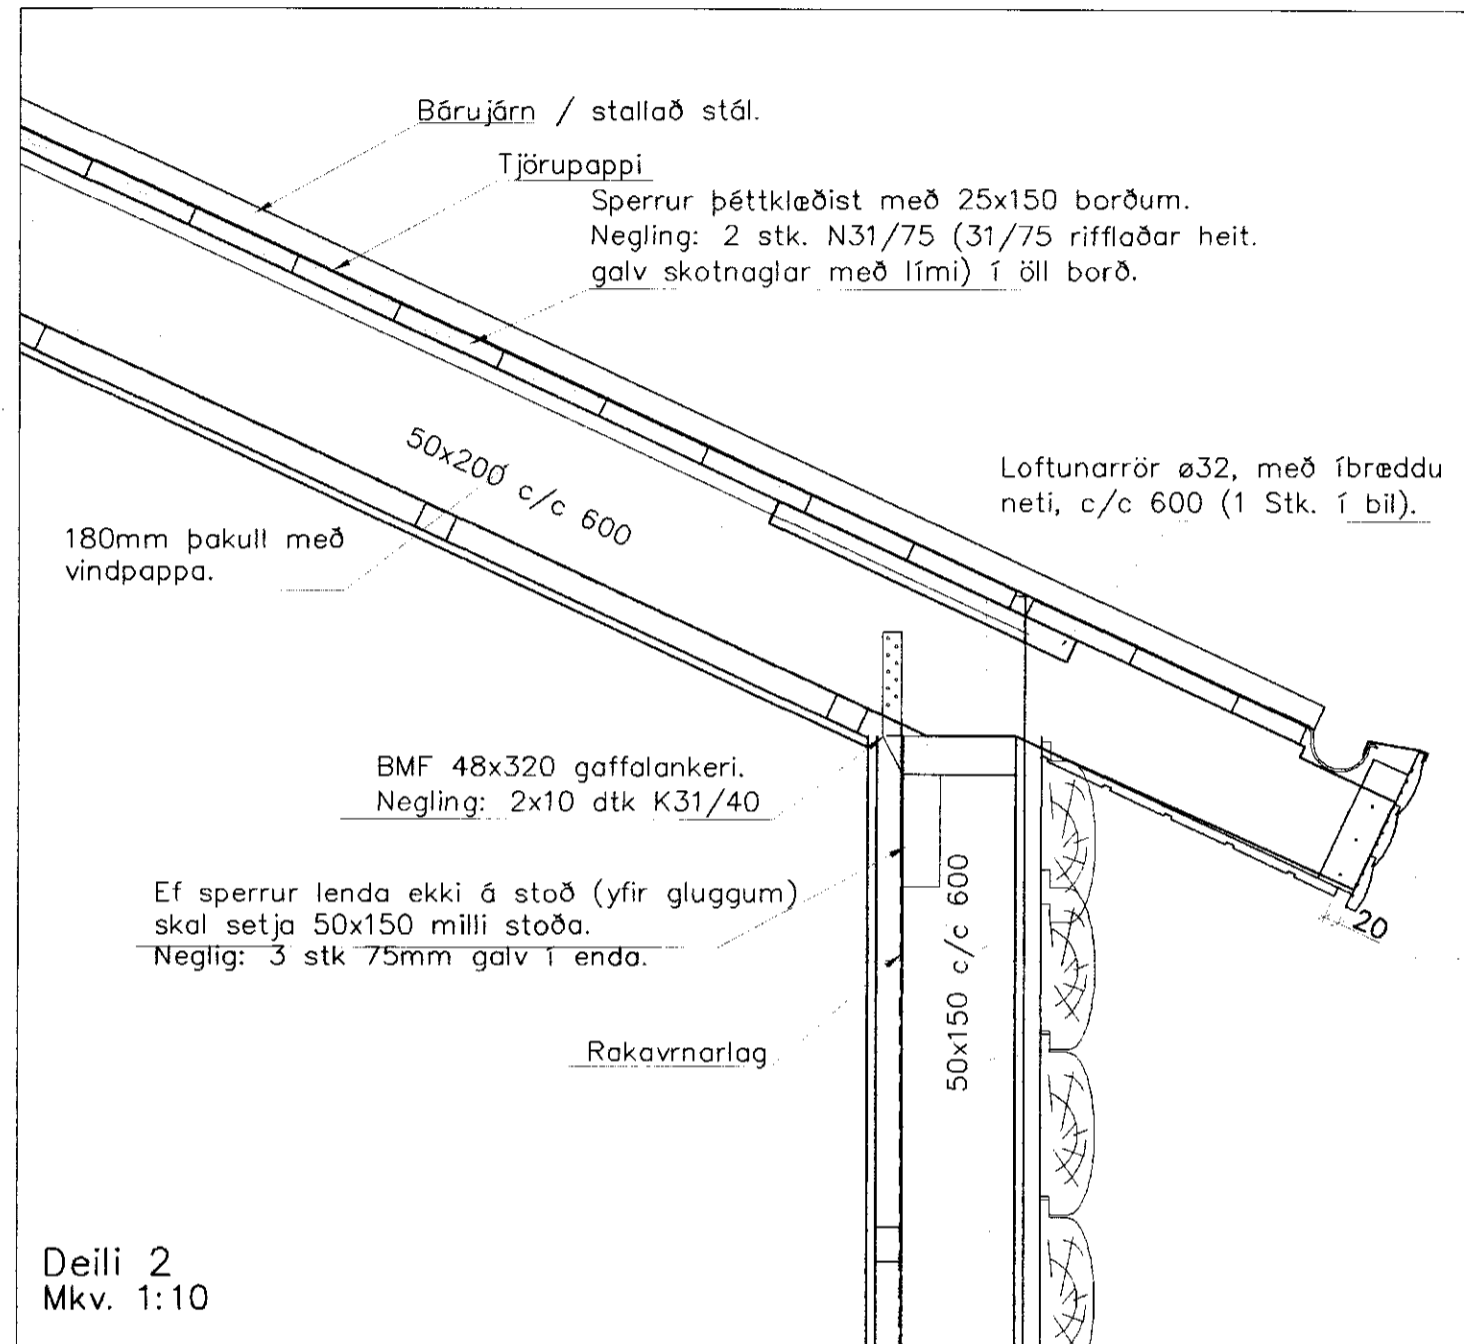 Bárujárn / stallað stál.
Tjörupappi
Sperrur þéttklæðist með 25x150 borðum.
Negling: 2 stk. N31/75 (31/75 rifflaðar heit.
galv skotnaglar með lími) í öll borð.
50x200 c/c 600
Loftunarrör ø32, með íbræddu
neti, c/c 600 (1 Stk. í bil).
180mm þakull með
vindpappa.
BMF 48x320 gaffalankeri.
Negling: 2x10 dtk K31/40
Ef sperrur lenda ekki á stoð (yfir gluggum)
skal setja 50x150 milli stoða.
Neglig: 3 stk 75mm galv í enda.
20
50x150 c/c 600
Rakavrnarlag
Deili 2
Mkv. 1:10